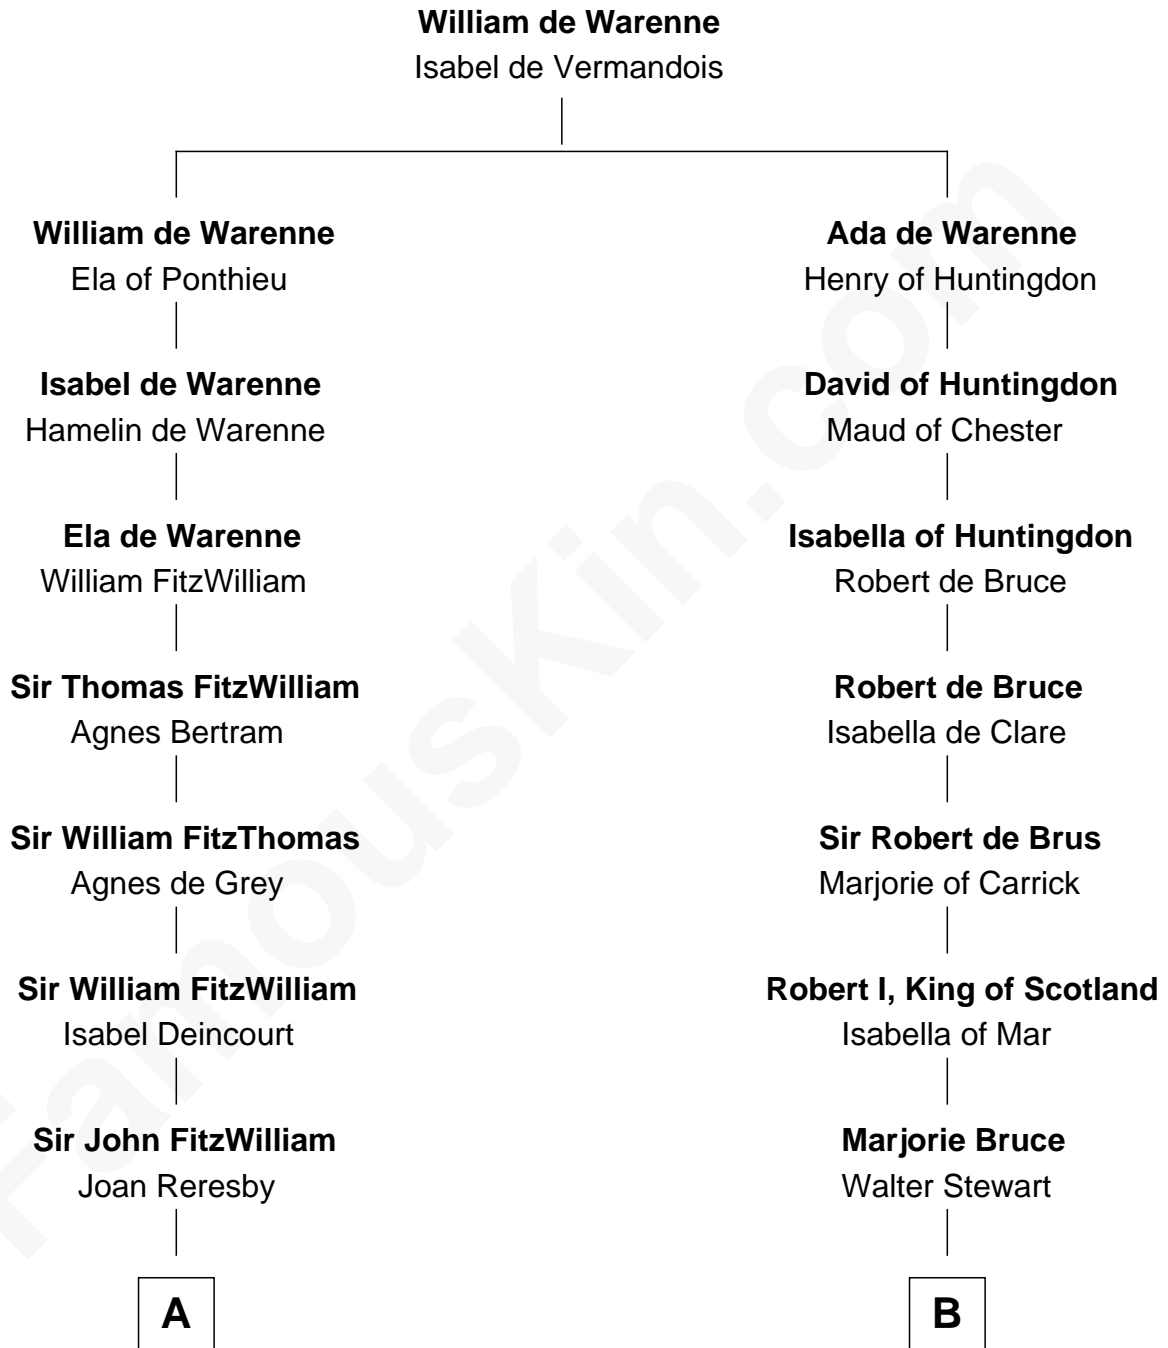 William de Warenne
Isabel de Vermandois
William de Warenne
Ela of Ponthieu
Isabel de Warenne
Hamelin de Warenne
Ela de Warenne
William FitzWilliam
Sir Thomas FitzWilliam
Agnes Bertram
Sir William FitzThomas
Agnes de Grey
Sir William FitzWilliam
Isabel Deincourt
Sir John FitzWilliam
Joan Reresby
A
Ada de Warenne
Henry of Huntingdon
David of Huntingdon
Maud of Chester
Isabella of Huntingdon
Robert de Bruce
Robert de Bruce
Isabella de Clare
Sir Robert de Brus
Marjorie of Carrick
Robert I, King of Scotland
Isabella of Mar
Marjorie Bruce
Walter Stewart
B
FamousKin.com